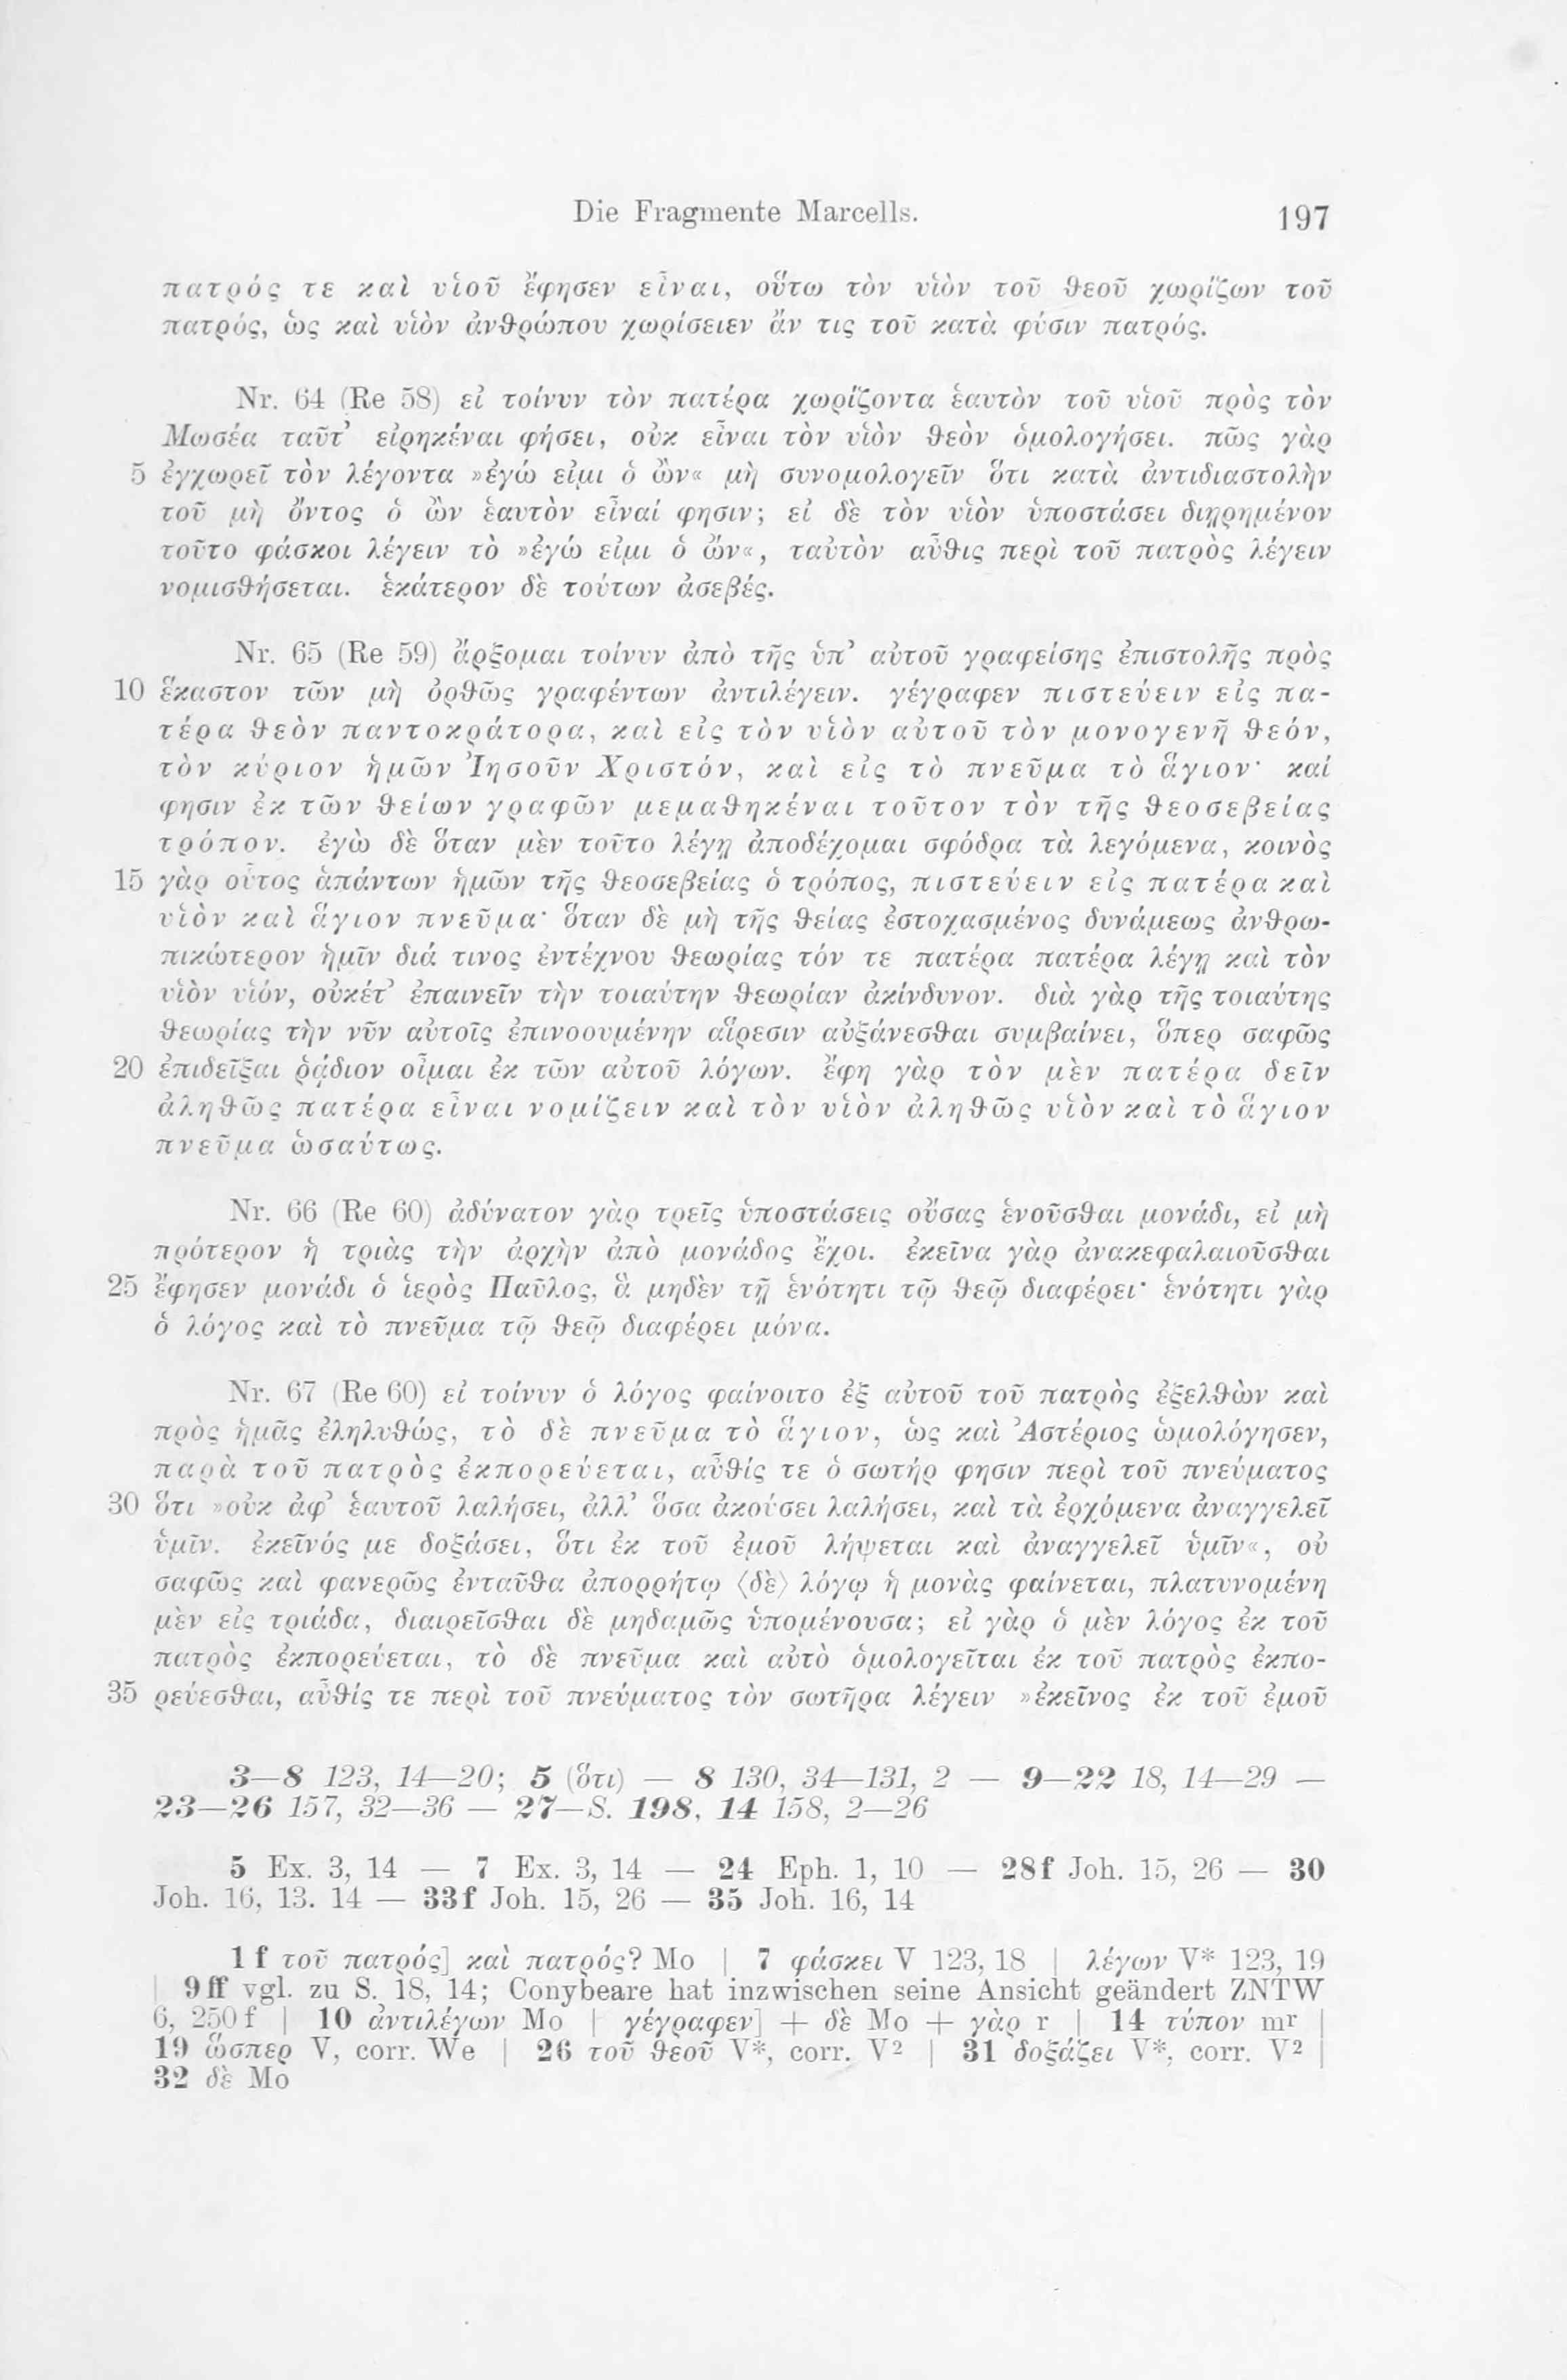 Die Fragmente Marcells. 197
πατρός τε καὶ υἱοῦ ἔφησεν εἶναι, οὕτω τὸν υἱὸν τοῦ θεοῦ χωρίζων τοῦ
πατρός, ὡς καὶ υἱὸν ἀνθρώπου χωρίσειεν ἄν τις τοῦ κατὰ φύσιν πατρός.
Nr. 64 (Re 58) εἰ τοίνυν τὸν πατέρα χωρίζοντα ἑαυτὸν τοῦ υἱοῦ πρὸς τὸν
Μωσέα ταῦτ’ εἰρηκέναι φήσει, οὐκ εἶναι τὸν υἱὸν θεὸν ὁμολογήσει. πῶς γὰρ
5 ἐγχωρεῖ τὸν λέγοντα »ἐγώ εἰμι ὁ ὤν« μὴ συνομολογεῖν ὅτι κατὰ ἀντιδιαστολὴν
τοῦ μὴ ὄντος ὁ ὢν ἑαυτὸν εἶναί φησιν; εἰ δὲ τὸν υἱὸν ὑποστάσει διῃρημένον
τοῦτο φάσκοι λέγειν τὸ »ἐγώ εἰμι ὁ ὤν«, ταὐτὸν αὖθις περὶ τοῦ πατρὸς λέγειν
νομισθήσεται. ἑκάτερον δὲ τούτων ἀσεβές.
Nr. 65 (Re 59) ἄρξομαι τοίνυν ἀπὸ τῆς ὑπ’ αὐτοῦ γραφείσης ἐπιστολῆς πρὸς
10 ἕκαστον τῶν μὴ ὀρθῶς γραφέντων ἀντιλέγειν. γέγραφεν πιστεύειν εἰς πα-
τέρα θεὸν παντοκράτορα, καὶ εἰς τὸν υἱὸν αὐτοῦ τὸν μονογενῆ θεόν,
τὸν κύριον ἡμῶν Ἰησοῦν Χριστόν, καὶ εἰς τὸ πνεῦμα τὸ ἅγιον· καί
φησιν ἐκ τῶν θείων γραφῶν μεμαθηκέναι τοῦτον τὸν τῆς θεοσεβείας
τρόπον. ἐγὼ δὲ ὅταν μὲν τοῦτο λέγῃ ἀποδέχομαι σφόδρα τὰ λεγόμενα, κοινὸς
15 γὰρ οὗτος ἁπάντων ἡμῶν τῆς θεοσεβείας ὁ τρόπος, πιστεύειν εἰς πατέρα καὶ
υἱὸν καὶ ἅγιον πνεῦμα· ὅταν δὲ μὴ τῆς θείας ἐστοχασμένος δυνάμεως ἀνθρω-
πικώτερον ἡμῖν διά τινος ἐντέχνου θεωρίας τόν τε πατέρα πατέρα λέγῃ καὶ τὸν
υἱὸν υἱόν, οὐκέτ’ ἐπαινεῖν τὴν τοιαύτην θεωρίαν ἀκίνδυνον. διὰ γὰρ τῆς τοιαύτης
θεωρίας τὴν νῦν αὐτοῖς ἐπινοουμένην αἵρεσιν αὐξάνεσθαι συμβαίνει, ὅπερ σαφῶς
20 ἐπιδεῖξαι ῥᾴδιον οἶμαι ἐκ τῶν αὐτοῦ λόγων. ἔφη γὰρ τὸν μὲν πατέρα δεῖν
ἀληθῶς πατέρα εἶναι νομίζειν καὶ τὸν υἱὸν ἀληθῶς υἱὸν καὶ τὸ ἅγιον
πνεῦμα ὡσαύτως.
Nr. 66 (Re 60) ἀδύνατον γὰρ τρεῖς ὑποστάσεις οὔσας ἑνοῦσθαι μονάδι, εἰ μὴ
πρότερον ἡ τριὰς τὴν ἀρχὴν ἀπὸ μονάδος ἔχοι. ἐκεῖνα γὰρ ἀνακεφαλαιοῦσθαι
25 ἔφησεν μονάδι ὁ ἱερὸς Παῦλος, ἃ μηδὲν τῇ ἑνότητι τῷ θεῷ διαφέρει· ἑνότητι γὰρ
ὁ λόγος καὶ τὸ πνεῦμα τῷ θεῷ διαφέρει μόνα.
Nr. 67 (Re 60) εἰ τοίνυν ὁ λόγος φαίνοιτο ἐξ αὐτοῦ τοῦ πατρὸς ἐξελθὼν καὶ
πρὸς ἡμᾶς ἐληλυθώς, τὸ δὲ πνεῦμα τὸ ἅγιον, ὡς καὶ Ἀστέριος ὡμολόγησεν,
παρὰ τοῦ πατρὸς ἐκπορεύεται, αὖθίς τε ὁ σωτήρ φησιν περὶ τοῦ πνεύματος
30 ὅτι »οὐκ ἀφ’ ἑαυτοῦ λαλήσει, ἀλλ’ ὅσα ἀκούσει λαλήσει, καὶ τὰ ἐρχόμενα ἀναγγελεῖ
ὑμῖν. ἐκεῖνός με δοξάσει, ὅτι ἐκ τοῦ ἐμοῦ λήψεται καὶ ἀναγγελεῖ ὑμῖν«, οὐ
σαφῶς καὶ φανερῶς ἐνταῦθα ἀπορρήτῳ ⟨δὲ⟩ λόγῳ ἡ μονὰς φαίνεται, πλατυνομένη
μὲν εἰς τριάδα, διαιρεῖσθαι δὲ μηδαμῶς ὑπομένουσα; εἰ γὰρ ὁ μὲν λόγος ἐκ τοῦ
πατρὸς ἐκπορεύεται, τὸ δὲ πνεῦμα καὶ αὐτὸ ὁμολογεῖται ἐκ τοῦ πατρὸς ἐκπο-
35 ρεύεσθαι, αὖθίς τε περὶ τοῦ πνεύματος τὸν σωτῆρα λέγειν »ἐκεῖνος ἐκ τοῦ ἐμοῦ
3—8 123, 14—20; 5 (ὅτι) — 8 130, 34—131, 2 — 9—22 18, 14—29 —
23—26 157, 32—36 — 27—S. 198, 14 158, 2—26
5 Ex. 3, 14 — 7 Ex. 3, 14 — 24 Eph. 1, 10 — 28f Joh. 15, 26 — 30
Joh. 16, 13. 14 — 33f Joh. 15, 26 — 35 Joh. 16, 14
1 f τοῦ πατρός] καὶ πατρός? Mo | 7 φάσκει V 123, 18 | λέγων V* 123, 19
| 9 ff vgl. zu S. 18, 14; Conybeare hat inzwischen seine Ansicht geändert ZNTW
6, 250 f | 10 ἀντιλέγων Mo | γέγραφεν] + δὲ Mo + γὰρ r | 14 τύπον mr |
19 ὥσπερ V, corr. We | 26 τοῦ θεοῦ V*, corr. V² | 31 δοξάζει V*, corr. V² |
32 δὲ Mo